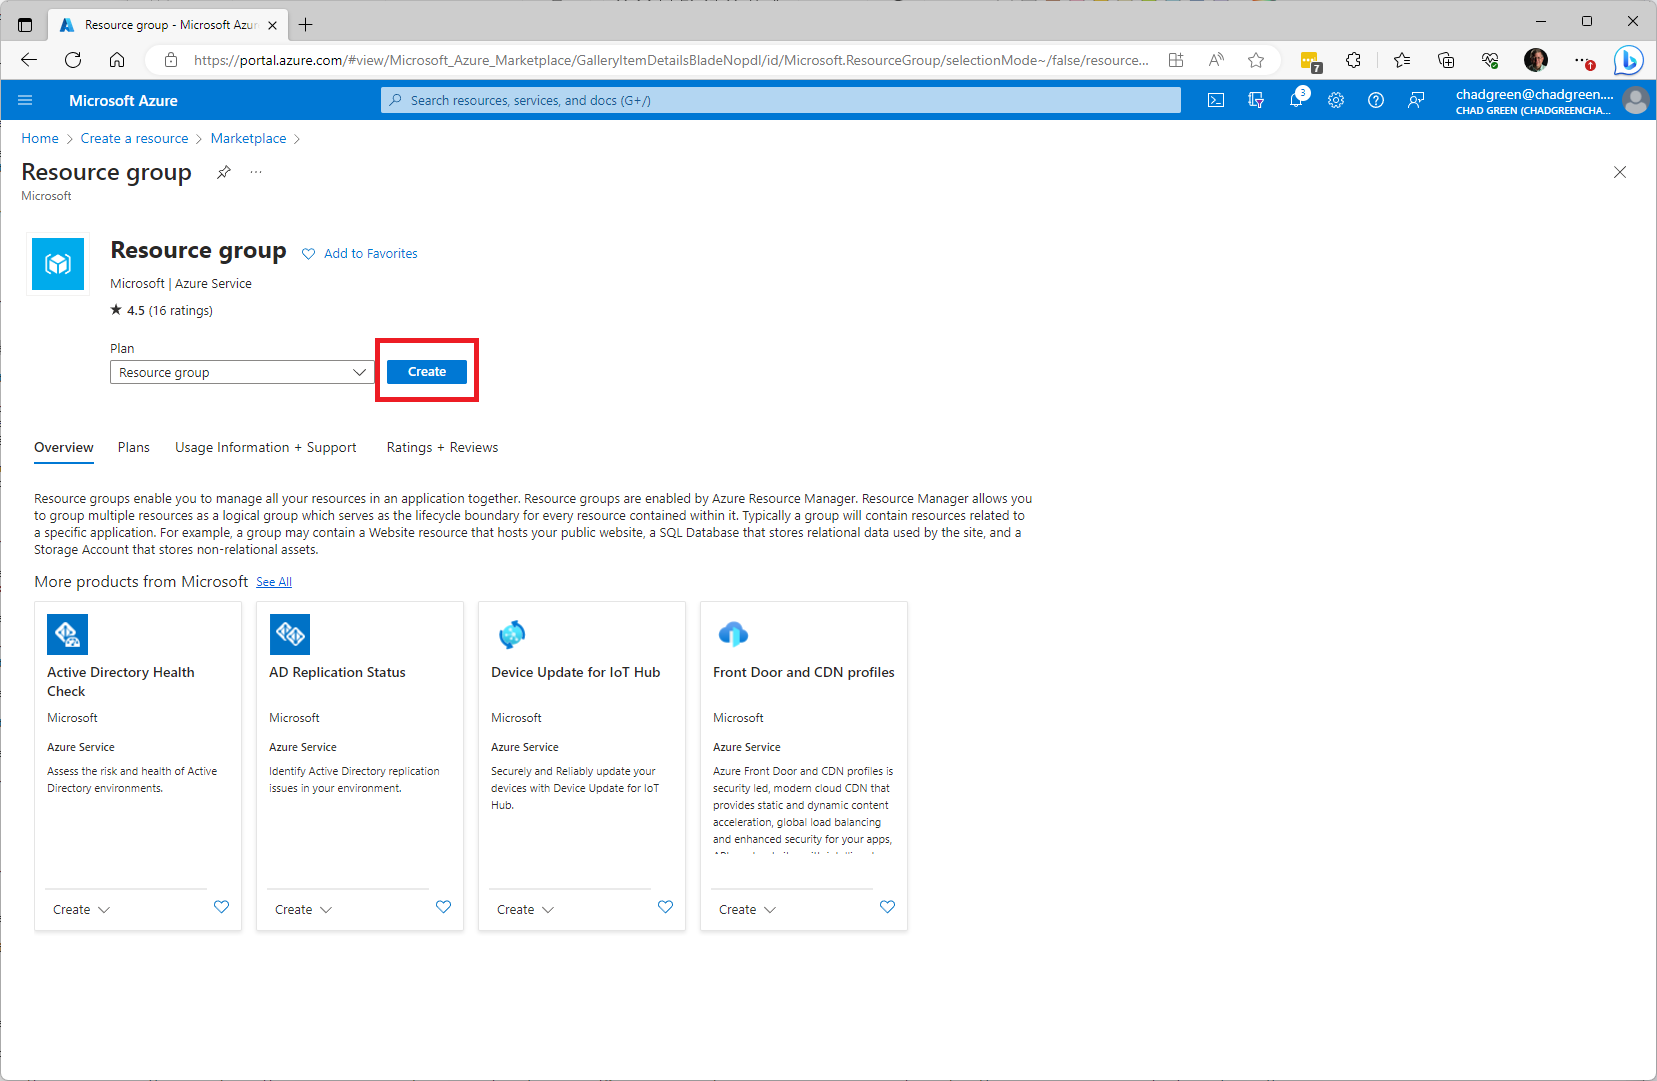 Resource group - Microsoft Azur
https://portal.azure.com/#view/Microsoft_Azure_Marketplace/GalleryItemDetailsBladeNopdl/id/Microsoft.ResourceGroup/selectionMode~/false/resource...
7
Microsoft Azure
Search resources, services, and docs (G+/)
3
chadgreen@chadgreen....
CHAD GREEN (CHADGREENCHA...
Home > Create a resource > Marketplace >
Resource group
...
Microsoft
Resource group
Add to Favorites
Microsoft | Azure Service
★ 4.5 (16 ratings)
Plan
Resource group
Create
Overview
Plans
Usage Information + Support
Ratings + Reviews
Resource groups enable you to manage all your resources in an application together. Resource groups are enabled by Azure Resource Manager. Resource Manager allows you
to group multiple resources as a logical group which serves as the lifecycle boundary for every resource contained within it. Typically a group will contain resources related to
a specific application. For example, a group may contain a Website resource that hosts your public website, a SQL Database that stores relational data used by the site, and a
Storage Account that stores non-relational assets.
More products from Microsoft See All
Active Directory Health
Check
Microsoft
Azure Service
Assess the risk and health of Active
Directory environments.
Create
AD Replication Status
Microsoft
Azure Service
Identify Active Directory replication
issues in your environment.
Create
Device Update for IoT Hub
Microsoft
Azure Service
Securely and Reliably update your
devices with Device Update for IoT
Hub.
Create
Front Door and CDN profiles
Microsoft
Azure Service
Azure Front Door and CDN profiles is
security led, modern cloud CDN that
provides static and dynamic content
acceleration, global load balancing
and enhanced security for your apps,
Create